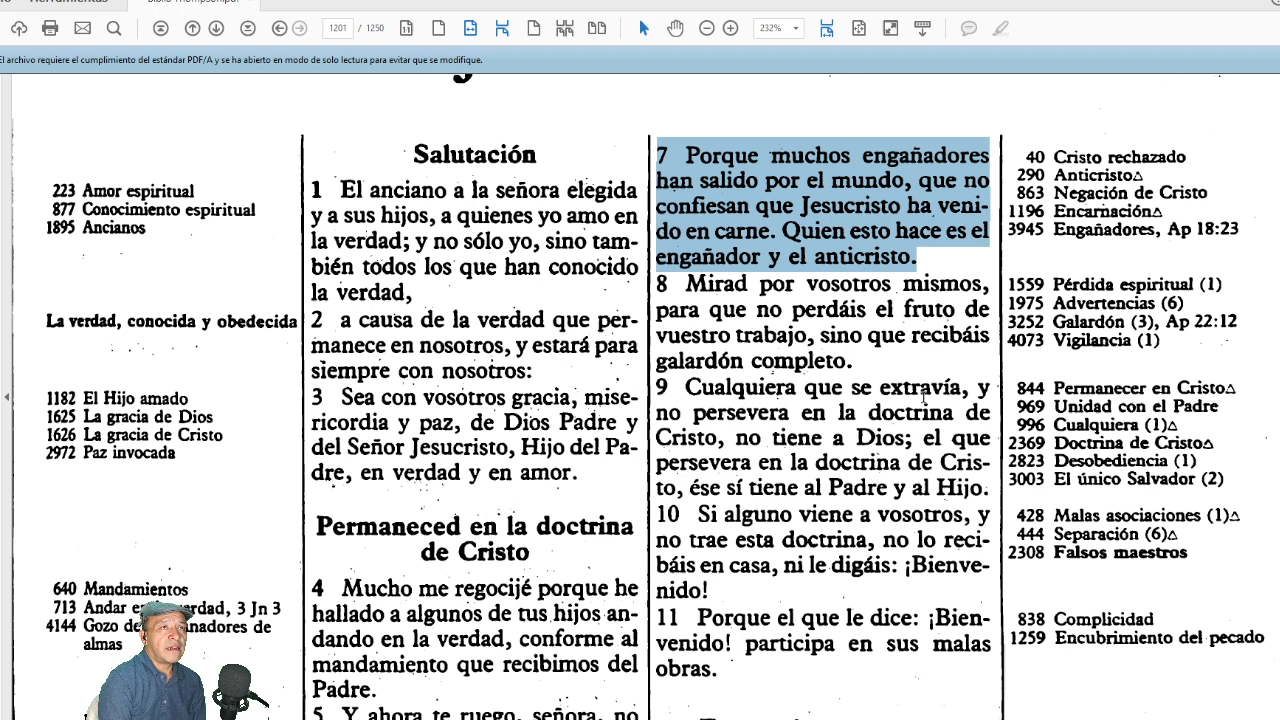 Herramientas
Biblia Thompson.pdf
1201 / 1250
232%
El archivo requiere el cumplimiento del estándar PDF/A y se ha abierto en modo de solo lectura para evitar que se modifique.
223 Amor espiritual
877 Conocimiento espiritual
1895 Ancianos
La verdad, conocida y obedecida
1182 El Hijo amado
1625 La gracia de Dios
1626 La gracia de Cristo
2972 Paz invocada
640 Mandamientos
713 Andar en verdad, 3 Jn 3
4144 Gozo de nadores de
almas
Salutación
1 El anciano a la señora elegida
y a sus hijos, a quienes yo amo en
la verdad; y no sólo yo, sino tam-
bién todos los que han conocido
la verdad,
2 a causa de la verdad que per-
manece en nosotros, y estará para
siempre con nosotros:
3 Sea con vosotros gracia, mise-
ricordia y paz, de Dios Padre y
del Señor Jesucristo, Hijo del Pa-
dre, en verdad y en amor.
Permaneced en la doctrina
de Cristo
4 Mucho me regocijé porque he
hallado a algunos de tus hijos an-
dando en la verdad, conforme al
mandamiento que recibimos del
Padre.
5 Y ahora te ruego, señora, no
7 Porque muchos engañadores
han salido por el mundo, que no
confiesan que Jesucristo ha veni-
do en carne. Quien esto hace es el
engañador y el anticristo.
8 Mirad por vosotros mismos,
para que no perdáis el fruto de
vuestro trabajo, sino que recibáis
galardón completo.
9 Cualquiera que se extravía, y
no persevera en la doctrina de
Cristo, no tiene a Dios; el que
persevera en la doctrina de Cris-
to, ése sí tiene al Padre y al Hijo.
10 Si alguno viene a vosotros, y
no trae esta doctrina, no lo reci-
báis en casa, ni le digáis: ¡Bienve-
nido!
11 Porque el que le dice: ¡Bien-
venido! participa en sus malas
obras.
40 Cristo rechazado
290 Anticristo△
863 Negación de Cristo
1196 Encarnación△
3945 Engañadores, Ap 18:23
1559 Pérdida espiritual (1)
1975 Advertencias (6)
3252 Galardón (3), Ap 22:12
4073 Vigilancia (1)
844 Permanecer en Cristo△
969 Unidad con el Padre
996 Cualquiera (1)△
2369 Doctrina de Cristo△
2823 Desobediencia (1)
3003 El único Salvador (2)
428 Malas asociaciones (1)△
444 Separación (6)△
2308 Falsos maestros
838 Complicidad
1259 Encubrimiento del pecado